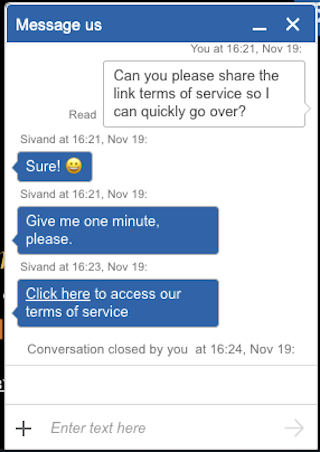 Message us
You at 16:21, Nov 19:
Can you please share the
link terms of service so I
can quickly go over?
Read
Sivand at 16:21, Nov 19:
Sure! 😀
Sivand at 16:21, Nov 19:
Give me one minute,
please.
Sivand at 16:23, Nov 19:
Click here to access our
terms of service
Conversation closed by you at 16:24, Nov 19:
Enter text here